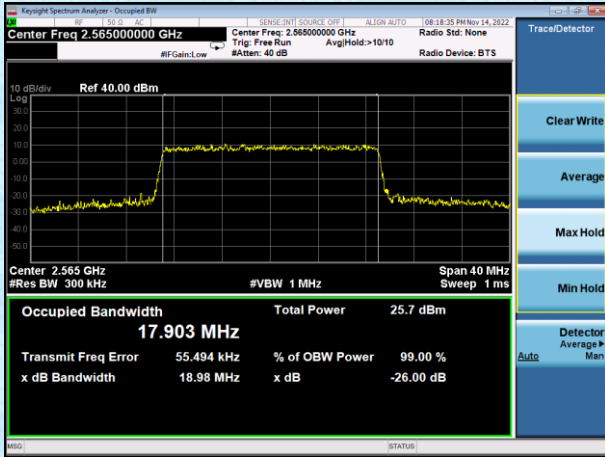 Keysight Spectrum Analyzer - Occupied BW
RF 50 Ω AC SENSE:INT SOURCE OFF ALIGN AUTO 08:18:35 PM Nov 14, 2022
Center Freq 2.565000000 GHz
Center Freq: 2.565000000 GHz
Radio Std: None
Trig: Free Run Avg|Hold:>10/10
#IFGain:Low #Atten: 40 dB Radio Device: BTS
10 dB/div Ref 40.00 dBm
Log
30.0
20.0
10.0
0.00
-10.0
-20.0
-30.0
-40.0
-50.0
Center 2.565 GHz Span 40 MHz
#Res BW 300 kHz #VBW 1 MHz Sweep 1 ms
Occupied Bandwidth Total Power 25.7 dBm
17.903 MHz
Transmit Freq Error 55.494 kHz % of OBW Power 99.00 %
x dB Bandwidth 18.98 MHz x dB -26.00 dB
MSG STATUS
Trace/Detector
Clear Write
Average
Max Hold
Min Hold
Detector
Average▶
Auto Man